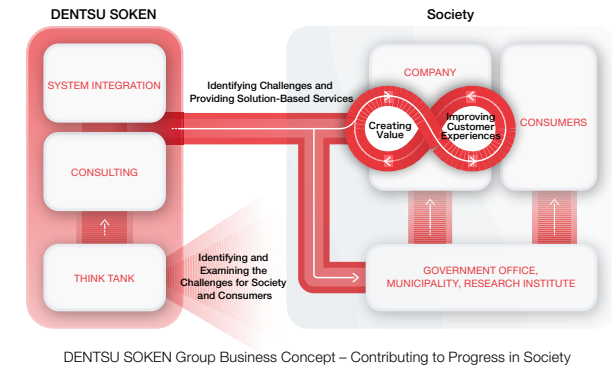 DENTSU SOKEN
Society
SYSTEM INTEGRATION
CONSULTING
THINK TANK
Identifying Challenges and
Providing Solution-Based Services
Identifying and
Examining the
Challenges for Society
and Consumers
COMPANY
Creating
Value
Improving
Customer
Experiences
CONSUMERS
GOVERNMENT OFFICE,
MUNICIPALITY, RESEARCH INSTITUTE
DENTSU SOKEN Group Business Concept – Contributing to Progress in Society